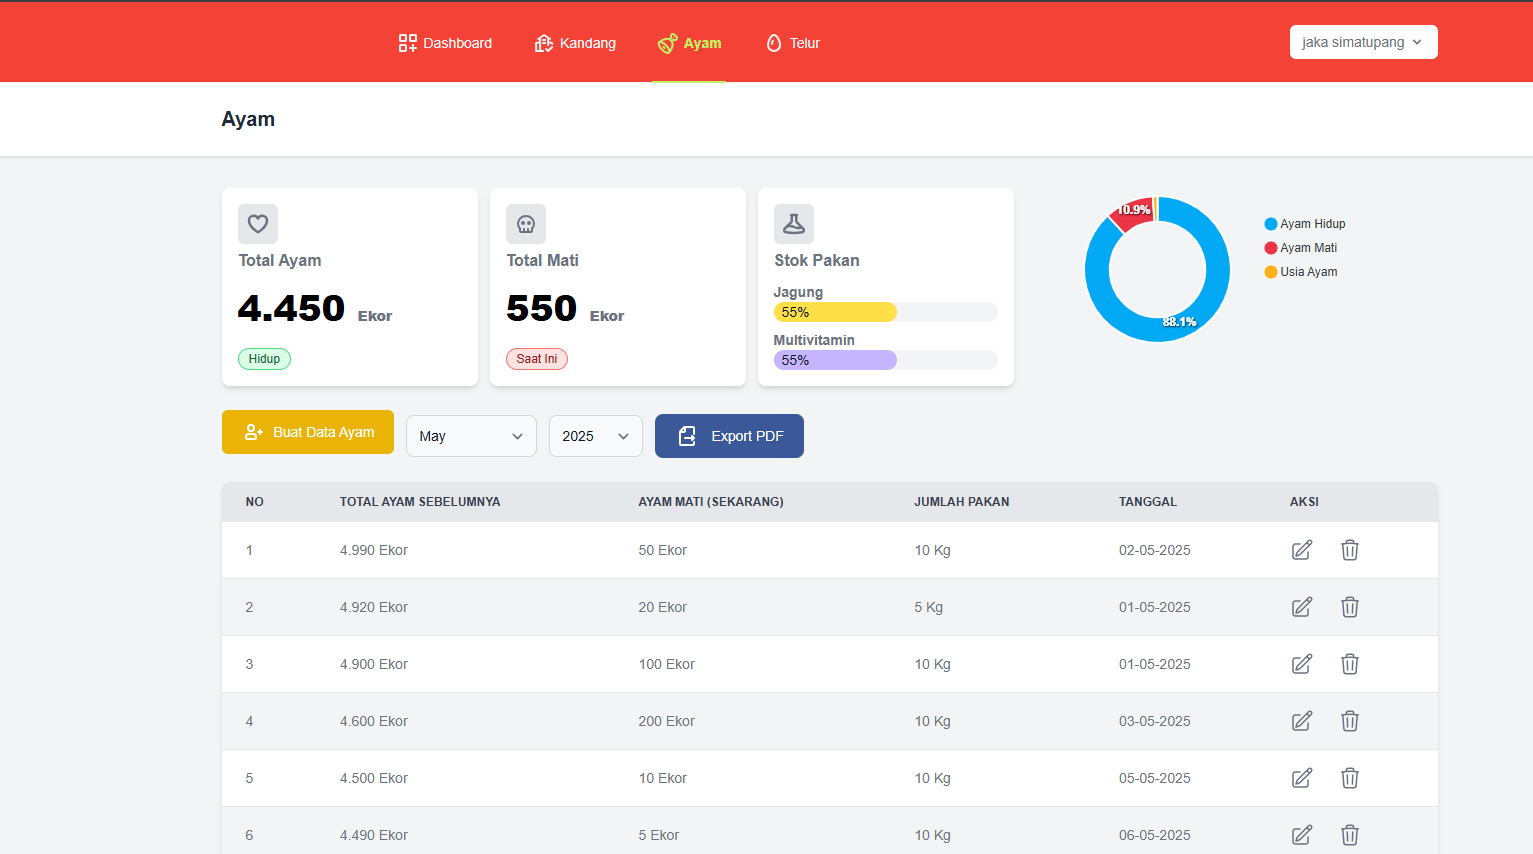 Dashboard Kandang Ayam Telur jaka simatupang
Ayam
Total Ayam
4.450 Ekor
Hidup
Total Mati
550 Ekor
Saat Ini
Stok Pakan
Jagung
55%
Multivitamin
55%
10.9%
88.1%
Ayam Hidup
Ayam Mati
Usia Ayam
Buat Data Ayam May 2025 Export PDF
NO TOTAL AYAM SEBELUMNYA AYAM MATI (SEKARANG) JUMLAH PAKAN TANGGAL AKSI
1 4.990 Ekor 50 Ekor 10 Kg 02-05-2025
2 4.920 Ekor 20 Ekor 5 Kg 01-05-2025
3 4.900 Ekor 100 Ekor 10 Kg 01-05-2025
4 4.600 Ekor 200 Ekor 10 Kg 03-05-2025
5 4.500 Ekor 10 Ekor 10 Kg 05-05-2025
6 4.490 Ekor 5 Ekor 10 Kg 06-05-2025